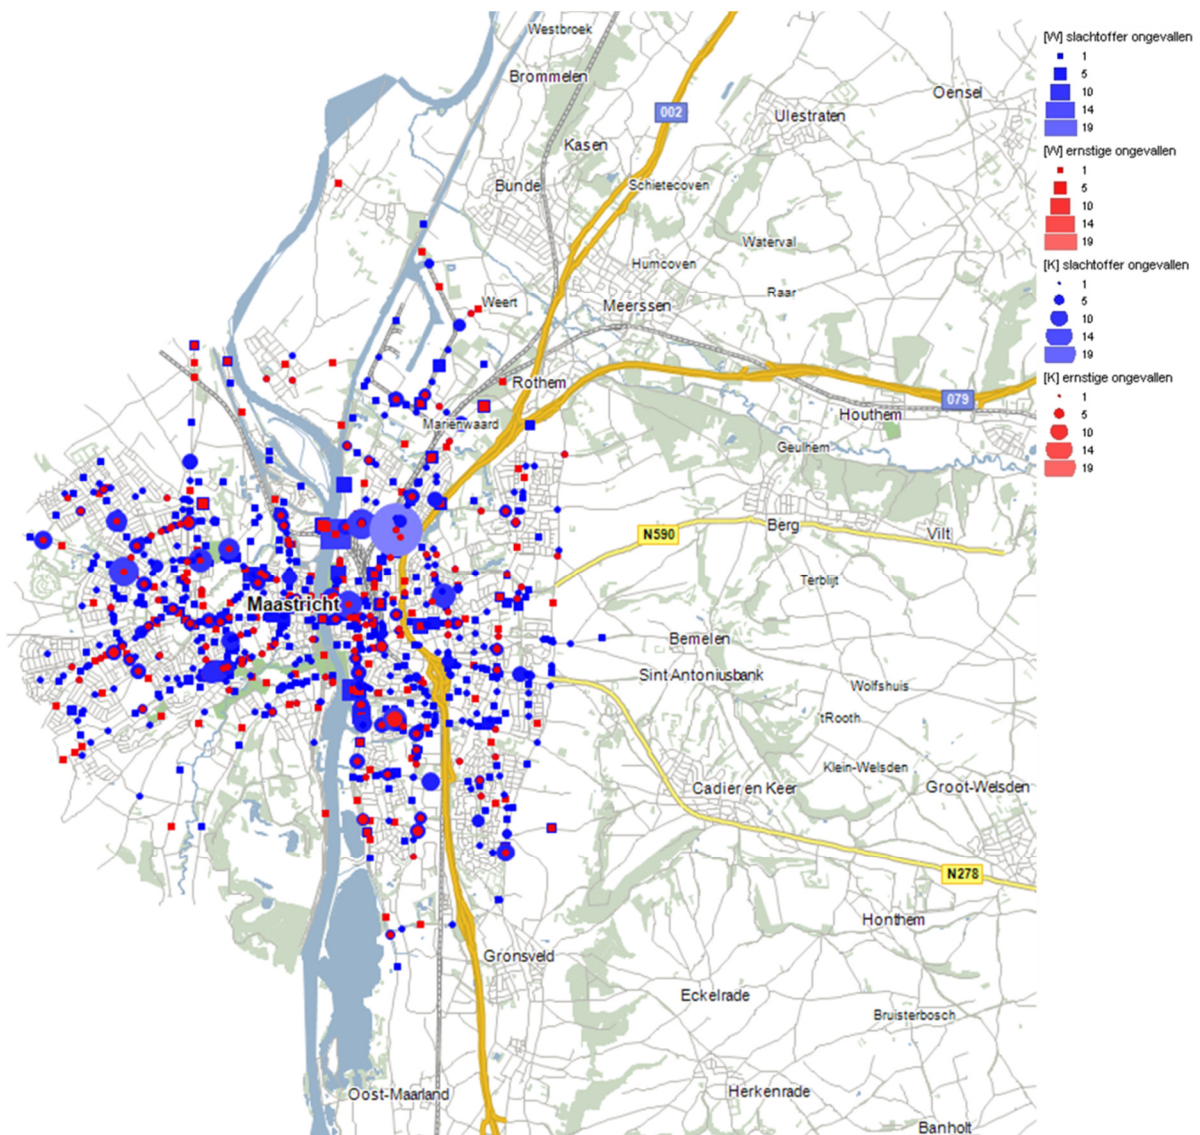 Westbroek
Brommelen
002
Oensel
Ulestraten
Kasen
Bunde
Schietecoven
Waterval
Humcoven
Raar
Weert
Meerssen
Rothem
079
Houthem
Marienwaard
Geulhem
N590
Berg
Vilt
Terblijt
Maastricht
Bemelen
Sint Antoniusbank
Wolfshuis
'tRooth
Klein-Welsden
Cadier en Keer
Groot-Welsden
N278
Honthem
Gronsveld
Eckelrade
Bruisterbosch
Oost-Maarland
Herkenrade
Banholt
[W] slachtoffer ongevallen
1
5
10
14
19
[W] ernstige ongevallen
1
5
10
14
19
[K] slachtoffer ongevallen
1
5
10
14
19
[K] ernstige ongevallen
1
5
10
14
19